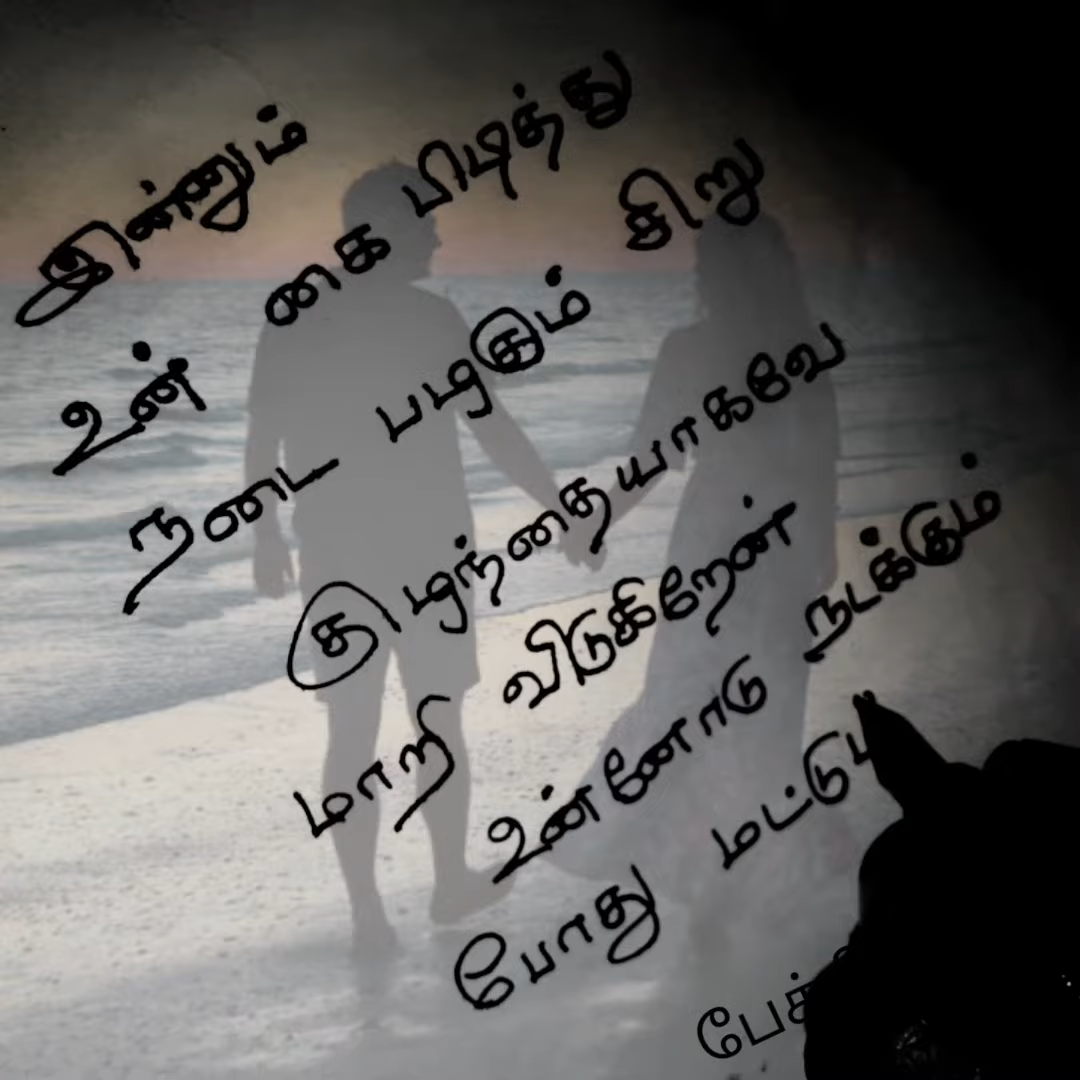 இன்னும்
உன் கை பிடித்து
நடை பழகும் சிறு
குழந்தையாகவே
மாறி விடுகிறேன்
உன்னோடு நடக்கும்
போது மட்டும்